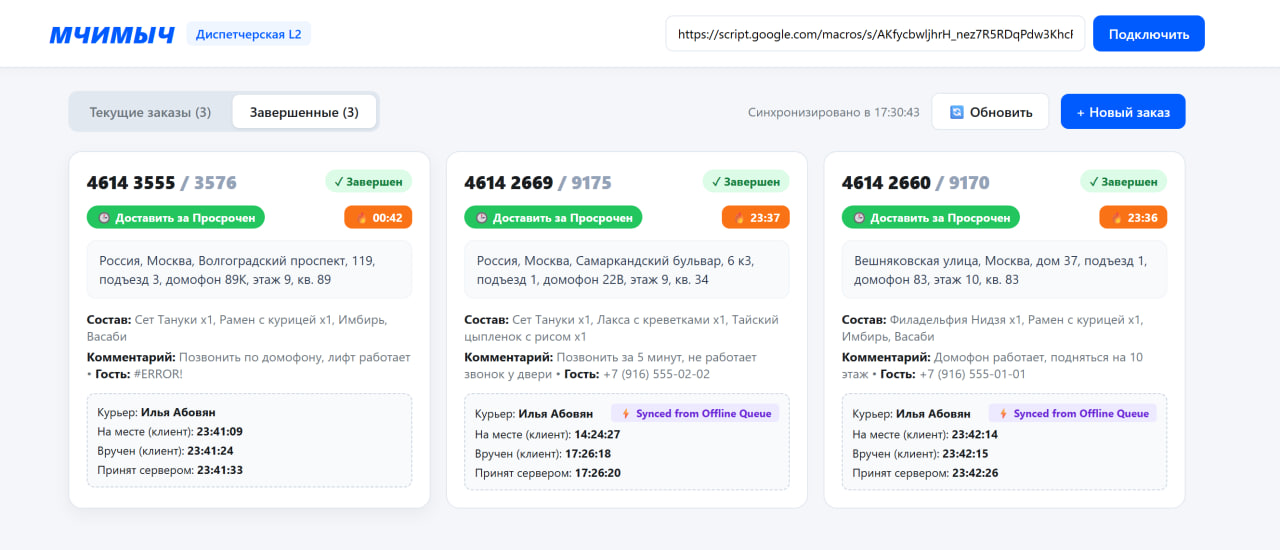 мчимыч
Диспетчерская L2
https://script.google.com/macros/s/AKfycbwljhrH_nez7R5RDqPdw3Khcf
Подключить
Текущие заказы (3)
Завершенные (3)
Синхронизировано в 17:30:43
Обновить
+ Новый заказ
4614 3555 / 3576
✓ Завершен
Доставить за Просрочен
00:42
Россия, Москва, Волгоградский проспект, 119,
подъезд 3, домофон 89К, этаж 9, кв. 89
Состав: Сет Тануки x1, Рамен с курицей x1, Имбирь,
Васаби
Комментарий: Позвонить по домофону, лифт работает
• Гость: #ERROR!
Курьер: Илья Абовян
На месте (клиент): 23:41:09
Вручен (клиент): 23:41:24
Принят сервером: 23:41:33
4614 2669 / 9175
✓ Завершен
Доставить за Просрочен
23:37
Россия, Москва, Самаркандский бульвар, 6 к3,
подъезд 1, домофон 22В, этаж 9, кв. 34
Состав: Сет Тануки x1, Лакса с креветками x1, Тайский
цыпленок с рисом x1
Комментарий: Позвонить за 5 минут, не работает
звонок у двери • Гость: +7 (916) 555-02-02
Курьер: Илья Абовян
Synced from Offline Queue
На месте (клиент): 14:24:27
Вручен (клиент): 17:26:18
Принят сервером: 17:26:20
4614 2660 / 9170
✓ Завершен
Доставить за Просрочен
23:36
Вешняковская улица, Москва, дом 37, подъезд 1,
домофон 83, этаж 10, кв. 83
Состав: Филадельфия Нидзя x1, Рамен с курицей x1,
Имбирь, Васаби
Комментарий: Домофон работает, подняться на 10
этаж • Гость: +7 (916) 555-01-01
Курьер: Илья Абовян
Synced from Offline Queue
На месте (клиент): 23:42:14
Вручен (клиент): 23:42:15
Принят сервером: 23:42:26